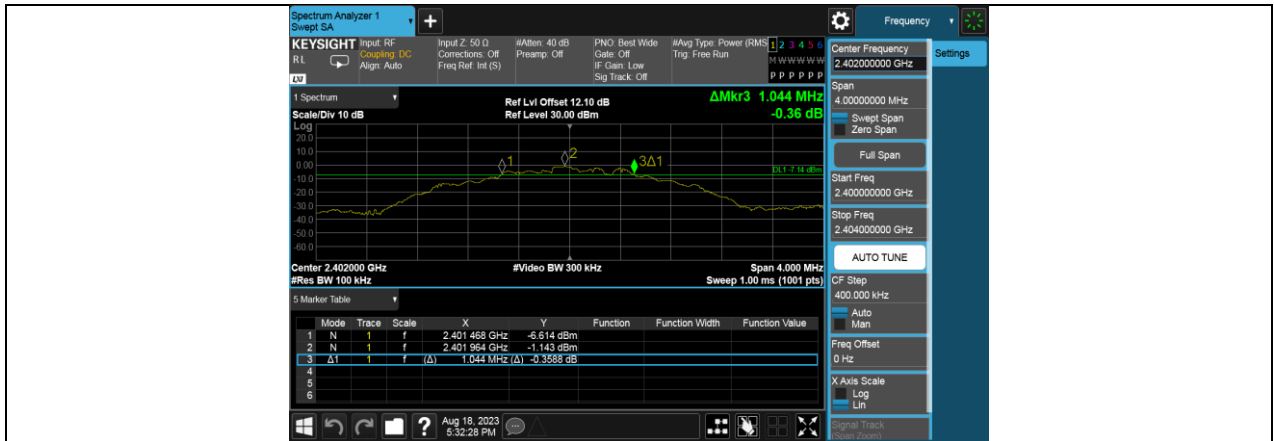 Spectrum Analyzer 1
Swept SA
Frequency
KEYSIGHT
RL
LXI
Input: RF
Coupling: DC
Align: Auto
Input Z: 50 Ω
Corrections: Off
Freq Ref: Int (S)
#Atten: 40 dB
Preamp: Off
PNO: Best Wide
Gate: Off
IF Gain: Low
Sig Track: Off
#Avg Type: Power (RMS
Trig: Free Run
1 2 3 4 5 6
M W W W W W
P P P P P P
1 Spectrum
Scale/Div 10 dB
Ref Lvl Offset 12.10 dB
Ref Level 30.00 dBm
ΔMkr3 1.044 MHz
-0.36 dB
Log
20.0
10.0
0.00
-10.0
-20.0
-30.0
-40.0
-50.0
-60.0
1
2
3Δ1
DL1 -7.14 dBm
Center 2.402000 GHz
#Video BW 300 kHz
Span 4.000 MHz
#Res BW 100 kHz
Sweep 1.00 ms (1001 pts)
5 Marker Table
Mode Trace Scale X Y Function Function Width Function Value
1 N 1 f 2.401 468 GHz -6.614 dBm
2 N 1 f 2.401 964 GHz -1.143 dBm
3 Δ1 1 f (Δ) 1.044 MHz (Δ) -0.3588 dB
4
5
6
?
Aug 18, 2023
5:32:28 PM
Center Frequency
2.402000000 GHz
Settings
Span
4.00000000 MHz
Swept Span
Zero Span
Full Span
Start Freq
2.400000000 GHz
Stop Freq
2.404000000 GHz
AUTO TUNE
CF Step
400.000 kHz
Auto
Man
Freq Offset
0 Hz
X Axis Scale
Log
Lin
Signal Track
(Span Zoom)